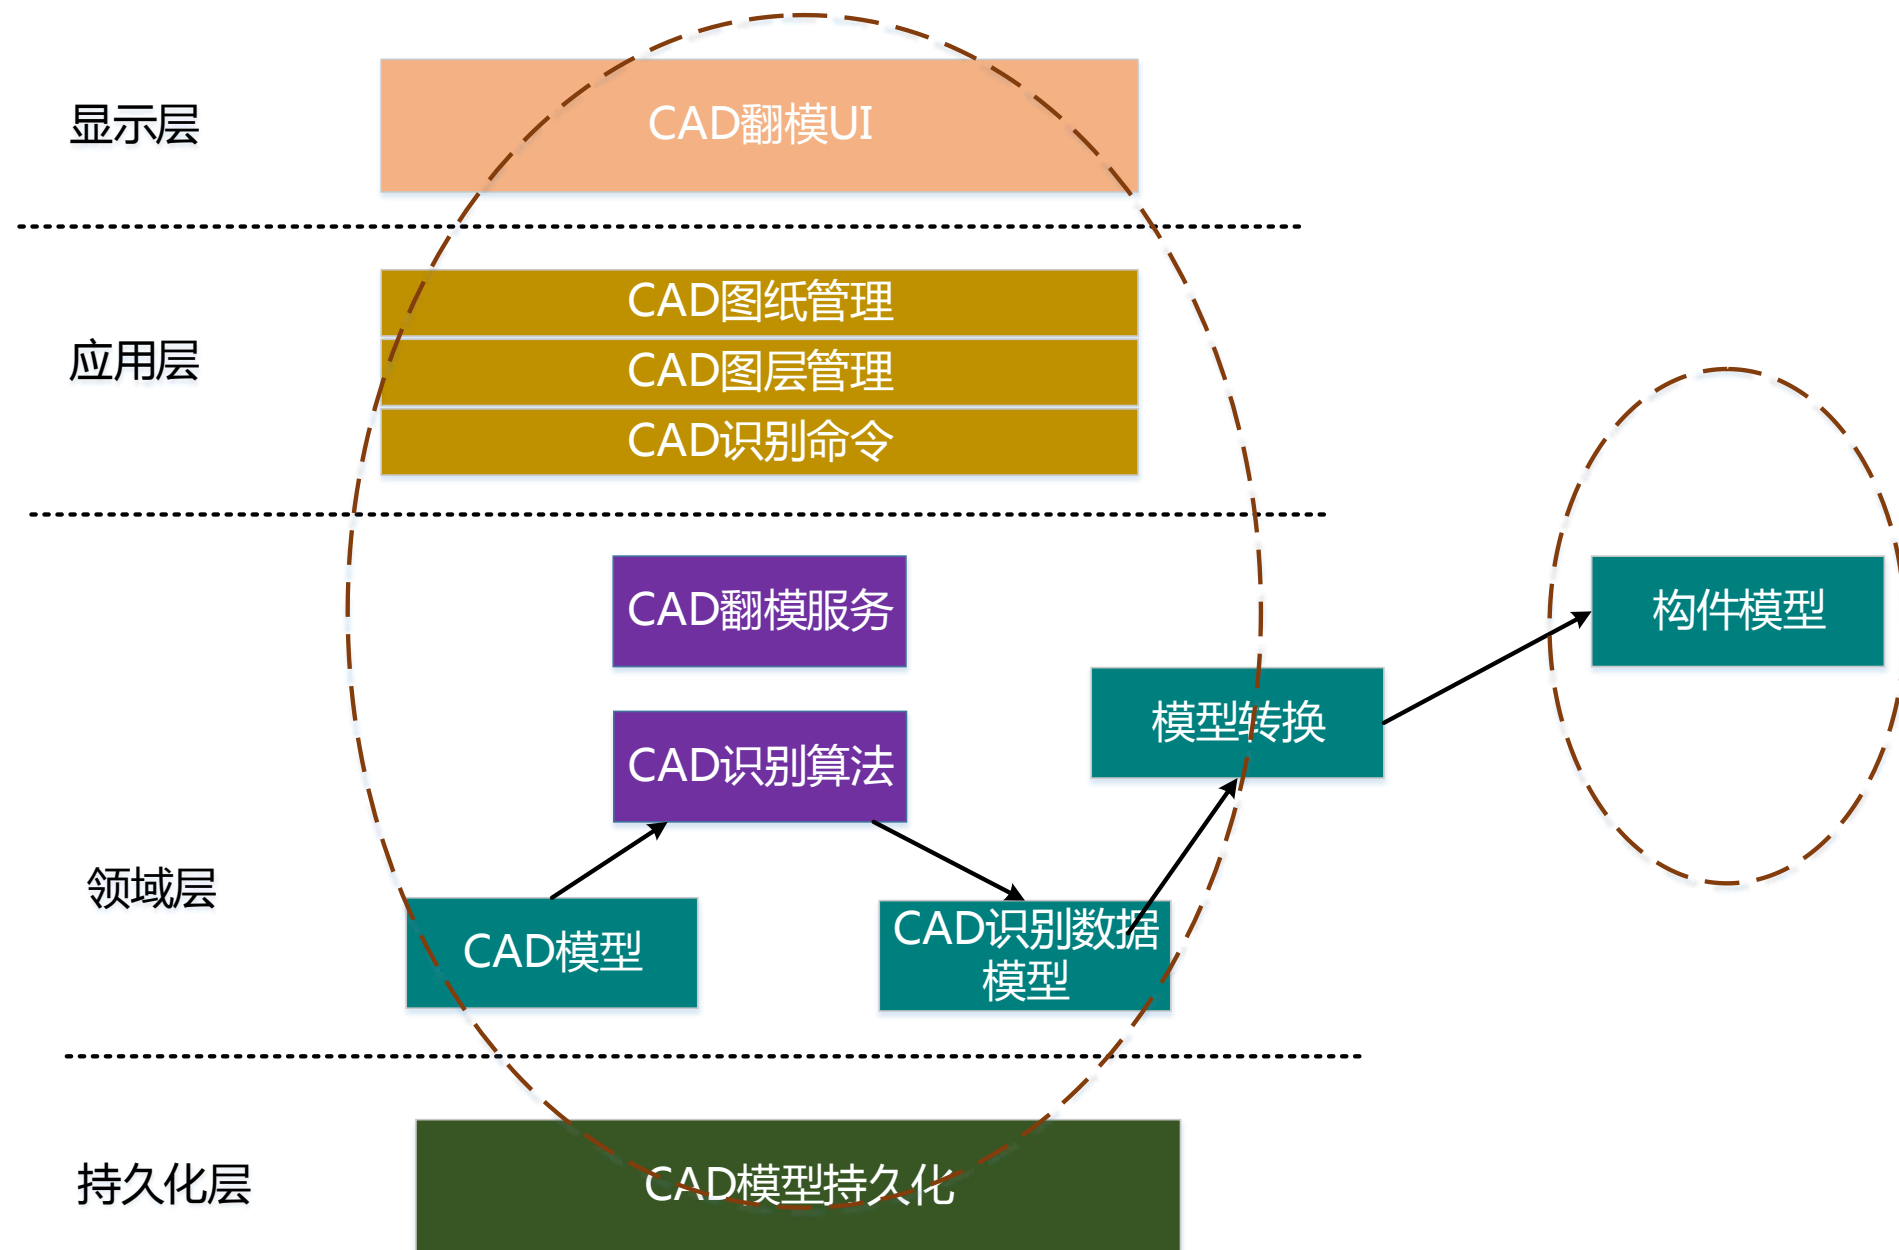 显示层
CAD翻模UI
应用层
CAD图纸管理
CAD图层管理
CAD识别命令
领域层
CAD翻模服务
CAD识别算法
模型转换
构件模型
CAD模型
CAD识别数据
模型
持久化层
CAD模型持久化